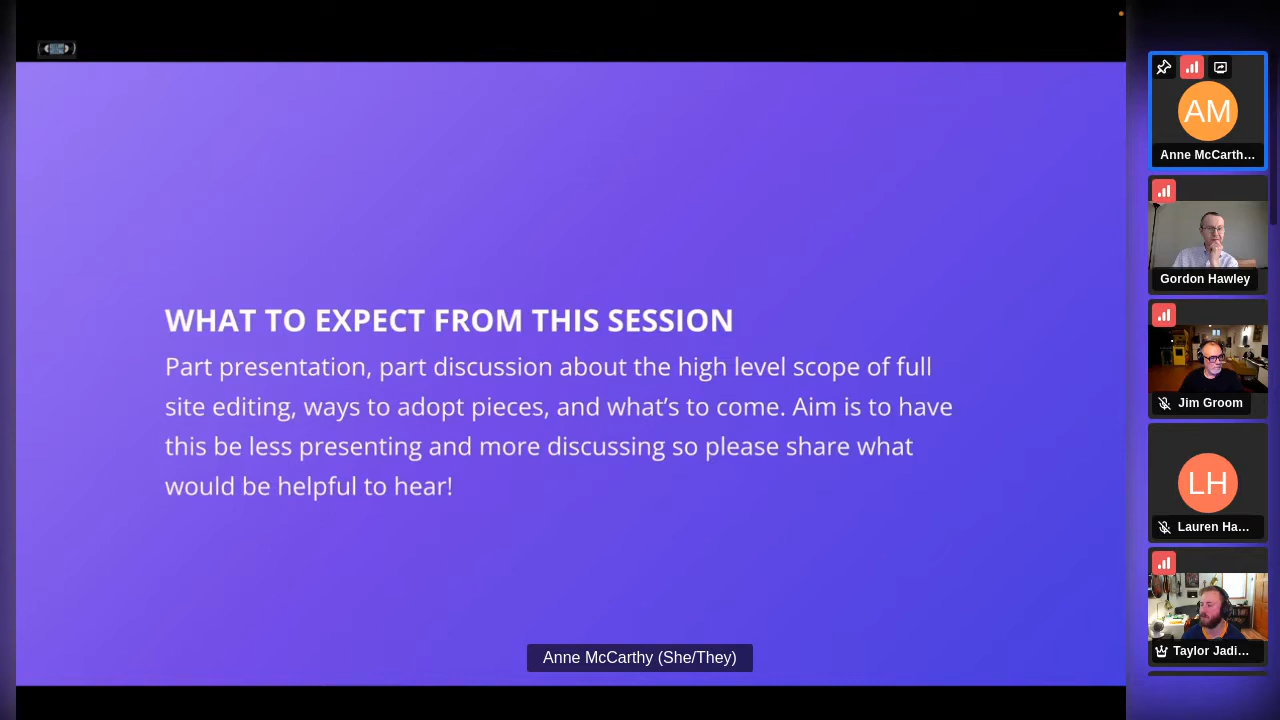 WHAT TO EXPECT FROM THIS SESSION
Part presentation, part discussion about the high level scope of full
site editing, ways to adopt pieces, and what's to come. Aim is to have
this be less presenting and more discussing so please share what
would be helpful to hear!
Anne McCarthy (She/They)
AM
Anne McCarth...
Gordon Hawley
Jim Groom
LH
Lauren Ha...
Taylor Jadi...